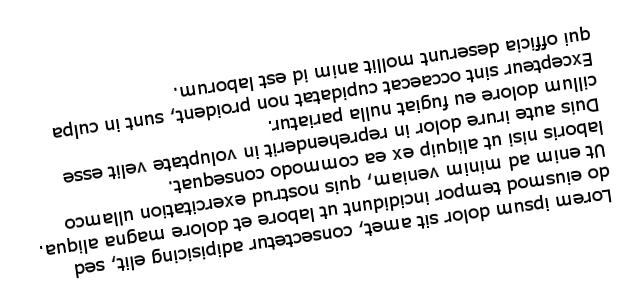 Lorem ipsum dolor sit amet, consectetur adipisicing elit, sed
do eiusmod tempor incididunt ut labore et dolore magna aliqua.
Ut enim ad minim veniam, quis nostrud exercitation ullamco
laboris nisi ut aliquip ex ea commodo consequat.
Duis aute irure dolor in reprehenderit in voluptate velit esse
cillum dolore eu fugiat nulla pariatur.
Excepteur sint occaecat cupidatat non proident, sunt in culpa
qui officia deserunt mollit anim id est laborum.